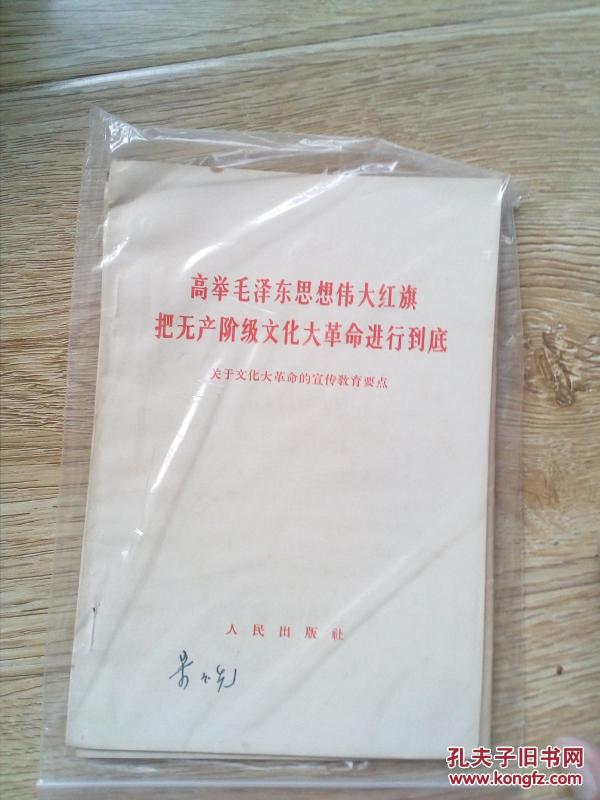 高举毛泽东思想伟大红旗
把无产阶级文化大革命进行到底
关于文化大革命的宣传教育要点
人民出版社
孔夫子旧书网
www.kongfz.com